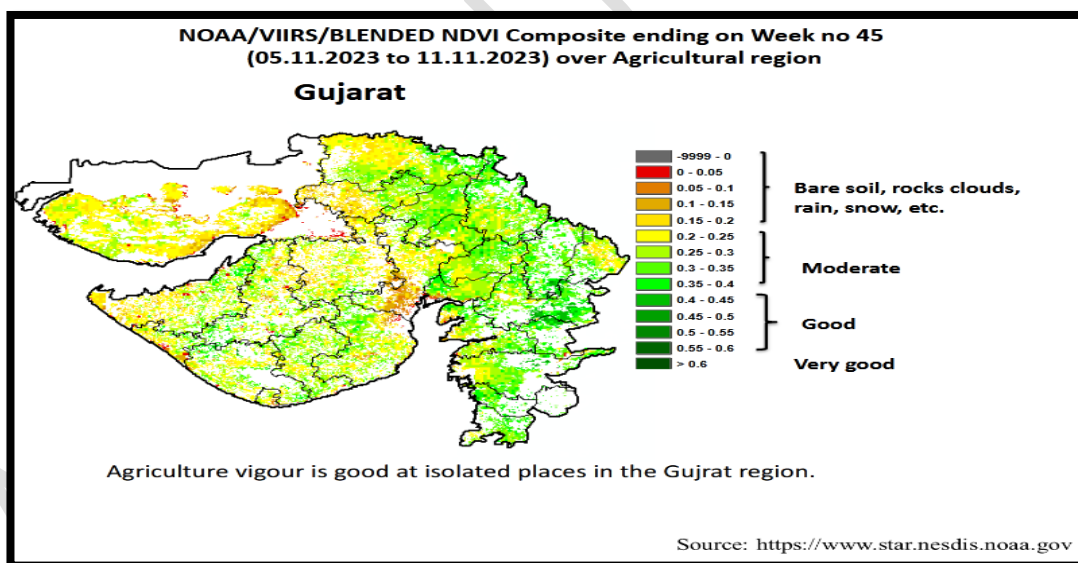 NOAA/VIIRS/BLENDED NDVI Composite ending on Week no 45
(05.11.2023 to 11.11.2023) over Agricultural region
Gujarat
-9999 - 0
0 - 0.05
0.05 - 0.1
0.1 - 0.15
0.15 - 0.2
0.2 - 0.25
0.25 - 0.3
0.3 - 0.35
0.35 - 0.4
0.4 - 0.45
0.45 - 0.5
0.5 - 0.55
0.55 - 0.6
> 0.6
Bare soil, rocks clouds,
rain, snow, etc.
Moderate
Good
Very good
Agriculture vigour is good at isolated places in the Gujrat region.
Source: https://www.star.nesdis.noaa.gov